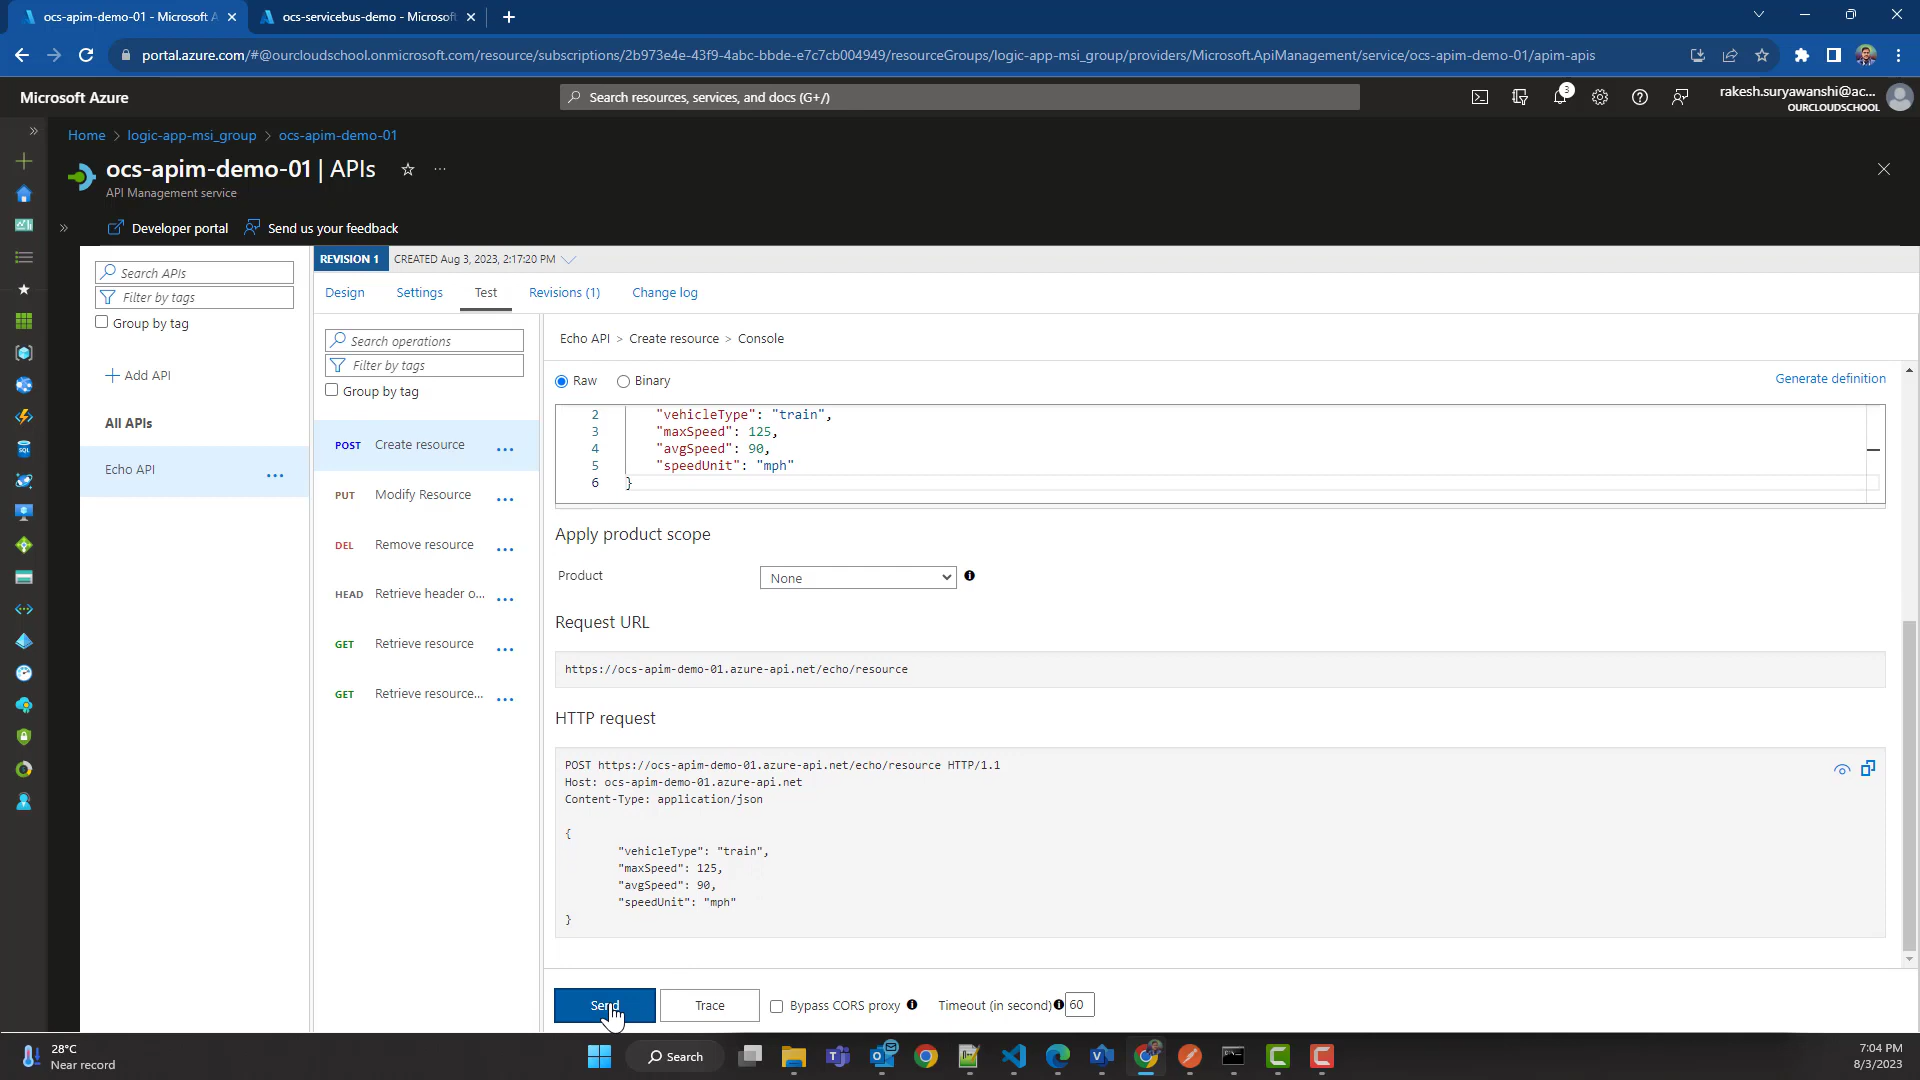 ocs-apim-demo-01 - Microsoft A
ocs-servicebus-demo - Microsoft
portal.azure.com/#@ourcloudschool.onmicrosoft.com/resource/subscriptions/2b973e4e-43f9-4abc-bbde-e7c7cb004949/resourceGroups/logic-app-msi_group/providers/Microsoft.ApiManagement/service/ocs-apim-demo-01/apim-apis
Microsoft Azure
Search resources, services, and docs (G+/)
3
rakesh.suryawanshi@ac...
OURCLOUDSCHOOL
Home > logic-app-msi_group > ocs-apim-demo-01
ocs-apim-demo-01 | APIs
API Management service
Developer portal
Send us your feedback
Search APIs
Filter by tags
Group by tag
Add API
All APIs
Echo API
REVISION 1
CREATED Aug 3, 2023, 2:17:20 PM
Design
Settings
Test
Revisions (1)
Change log
Search operations
Filter by tags
Group by tag
POST Create resource
PUT Modify Resource
DEL Remove resource
HEAD Retrieve header o...
GET Retrieve resource
GET Retrieve resource...
Echo API > Create resource > Console
Raw
Binary
Generate definition
2 "vehicleType": "train",
3 "maxSpeed": 125,
4 "avgSpeed": 90,
5 "speedUnit": "mph"
6 }
Apply product scope
Product
None
Request URL
https://ocs-apim-demo-01.azure-api.net/echo/resource
HTTP request
POST https://ocs-apim-demo-01.azure-api.net/echo/resource HTTP/1.1
Host: ocs-apim-demo-01.azure-api.net
Content-Type: application/json
{
"vehicleType": "train",
"maxSpeed": 125,
"avgSpeed": 90,
"speedUnit": "mph"
}
Send
Trace
Bypass CORS proxy
Timeout (in second)
60
28°C
Near record
SQL
Search
7:04 PM
8/3/2023